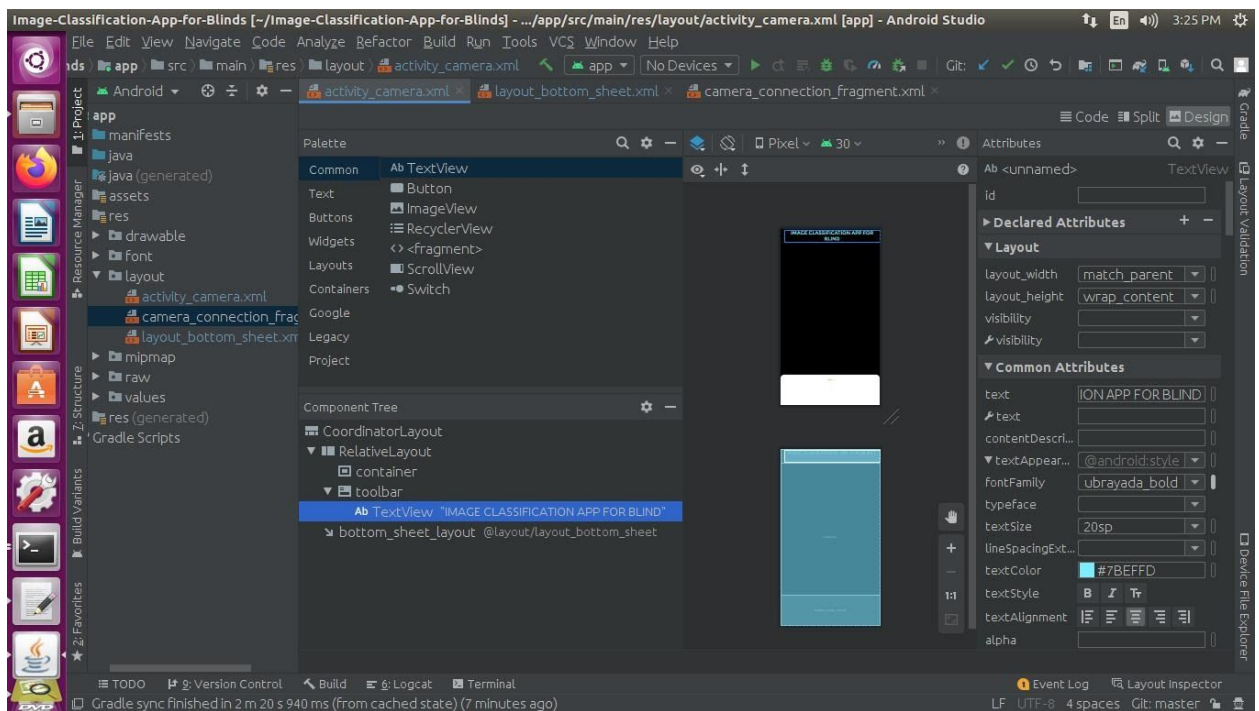 Image-Classification-App-for-Blinds [~/Image-Classification-App-for-Blinds] - .../app/src/main/res/layout/activity_camera.xml [app] - Android Studio
En 3:25 PM
File Edit View Navigate Code Analyze Refactor Build Run Tools VCS Window Help
nds app src main res layout activity_camera.xml app No Devices Git:
1: Project
Resource Manager
7: Structure
Build Variants
2: Favorites
Android
app
manifests
java
java (generated)
assets
res
drawable
font
layout
activity_camera.xml
camera_connection_frag
layout_bottom_sheet.xm
mipmap
raw
values
res (generated)
Gradle Scripts
activity_camera.xml layout_bottom_sheet.xml camera_connection_fragment.xml
Code Split Design
Palette
Common
Text
Buttons
Widgets
Layouts
Containers
Google
Legacy
Project
Ab TextView
Button
ImageView
RecyclerView
<> <fragment>
ScrollView
Switch
Component Tree
CoordinatorLayout
RelativeLayout
container
toolbar
Ab TextView "IMAGE CLASSIFICATION APP FOR BLIND"
bottom_sheet_layout @layout/layout_bottom_sheet
Pixel 30 »
IMAGE CLASSIFICATION APP FOR
BLIND
1:1
Attributes
Ab <unnamed> TextView
id
Declared Attributes
Layout
layout_width match_parent
layout_height wrap_content
visibility
visibility
Common Attributes
text ION APP FOR BLIND
text
contentDescri...
textAppear... @android:style
fontFamily ubrayada_bold
typeface
textSize 20sp
lineSpacingExt...
textColor #7BEFFD
textStyle B I Tr
textAlignment
alpha
Gradle
Layout Validation
Device File Explorer
TODO 9: Version Control Build 6: Logcat Terminal
1 Event Log Layout Inspector
Gradle sync finished in 2 m 20 s 940 ms (from cached state) (7 minutes ago)
LF UTF-8 4 spaces Git: master
DVD